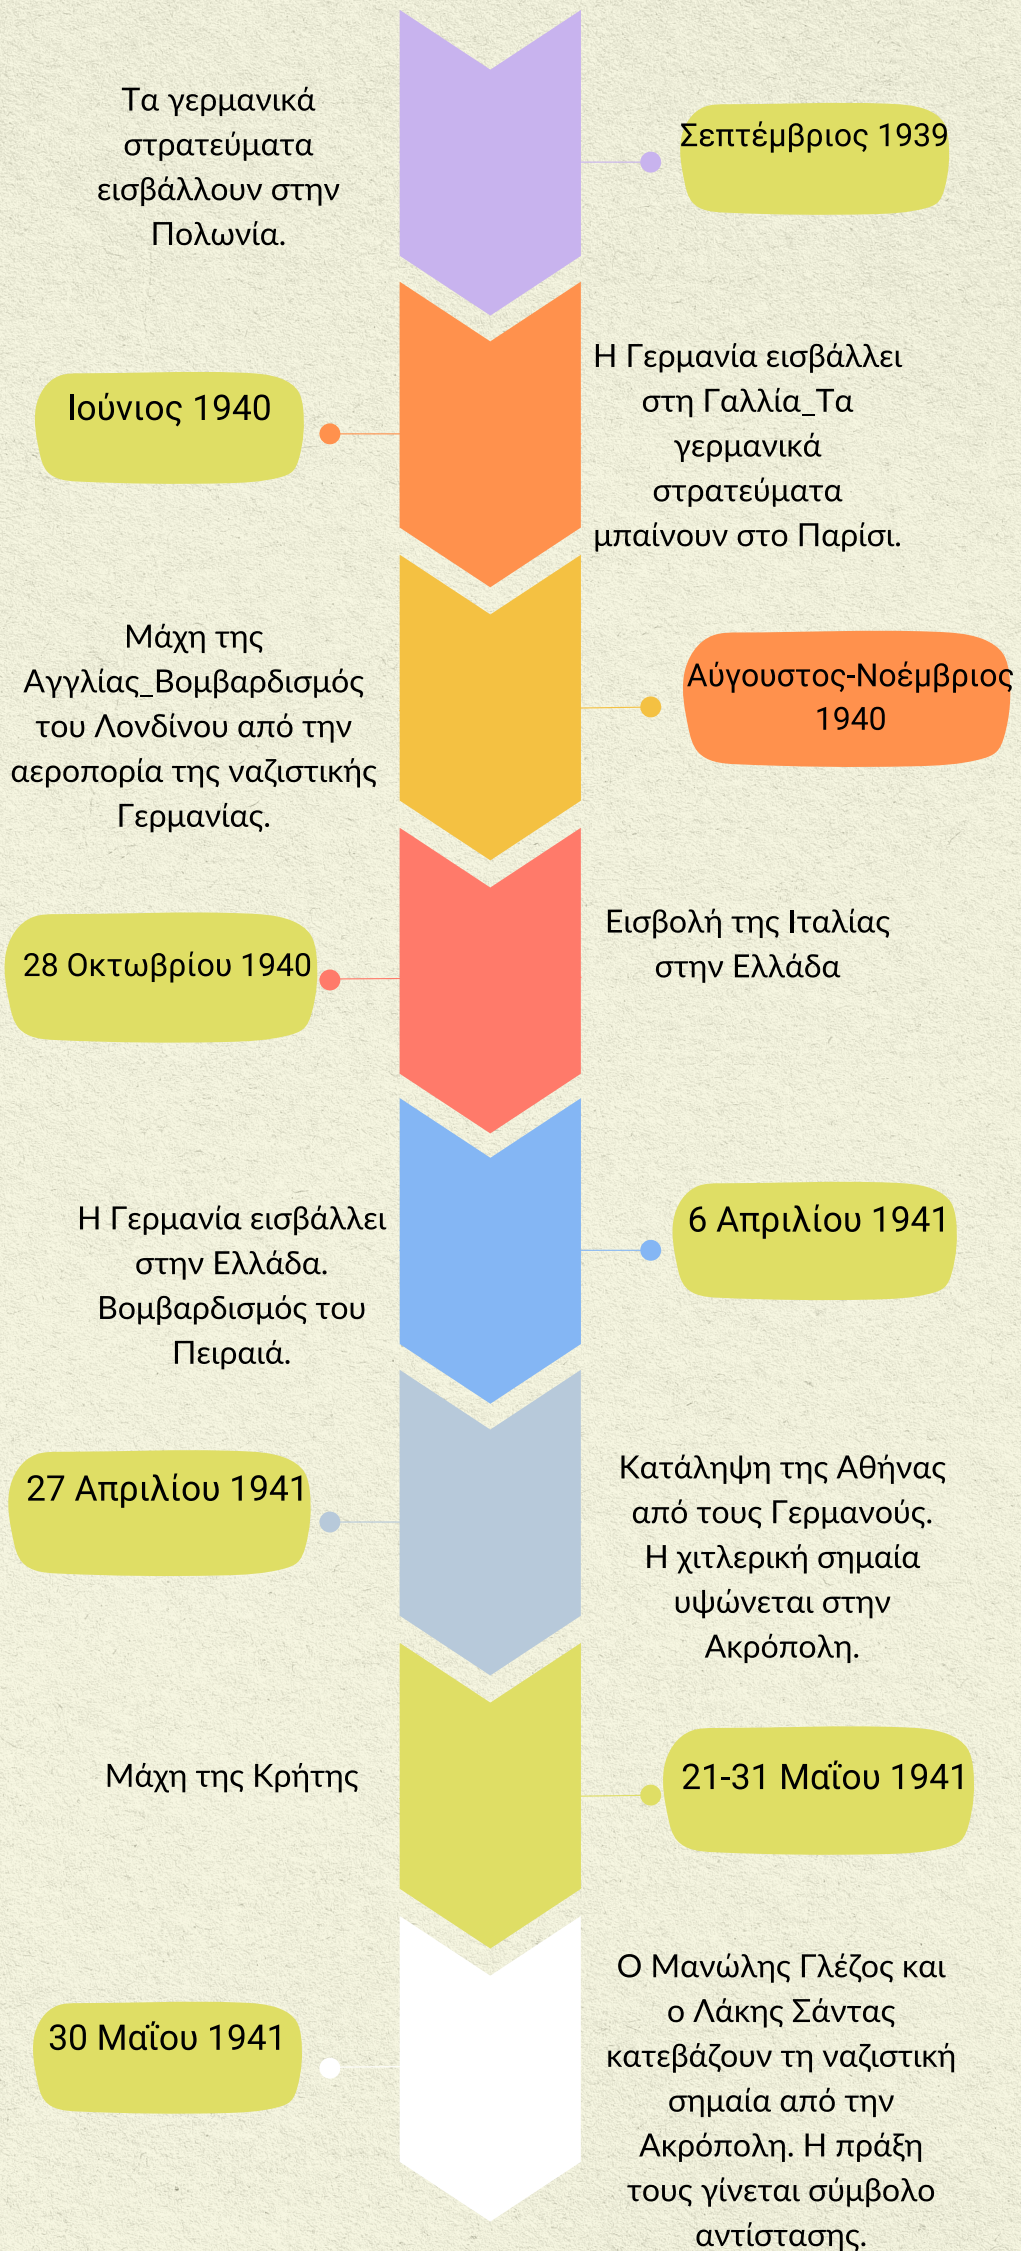 Τα γερμανικά
στρατεύματα
εισβάλλουν στην
Πολωνία.
Σεπτέμβριος 1939
Ιούνιος 1940
Η Γερμανία εισβάλλει
στη Γαλλία_Τα
γερμανικά
στρατεύματα
μπαίνουν στο Παρίσι.
Μάχη της
Αγγλίας_Βομβαρδισμός
του Λονδίνου από την
αεροπορία της ναζιστικής
Γερμανίας.
Αύγουστος-Νοέμβριος
1940
28 Οκτωβρίου 1940
Εισβολή της Ιταλίας
στην Ελλάδα
Η Γερμανία εισβάλλει
στην Ελλάδα.
Βομβαρδισμός του
Πειραιά.
6 Απριλίου 1941
27 Απριλίου 1941
Κατάληψη της Αθήνας
από τους Γερμανούς.
Η χιτλερική σημαία
υψώνεται στην
Ακρόπολη.
Μάχη της Κρήτης
21-31 Μαΐου 1941
30 Μαΐου 1941
Ο Μανώλης Γλέζος και
ο Λάκης Σάντας
κατεβάζουν τη ναζιστική
σημαία από την
Ακρόπολη. Η πράξη
τους γίνεται σύμβολο
αντίστασης.